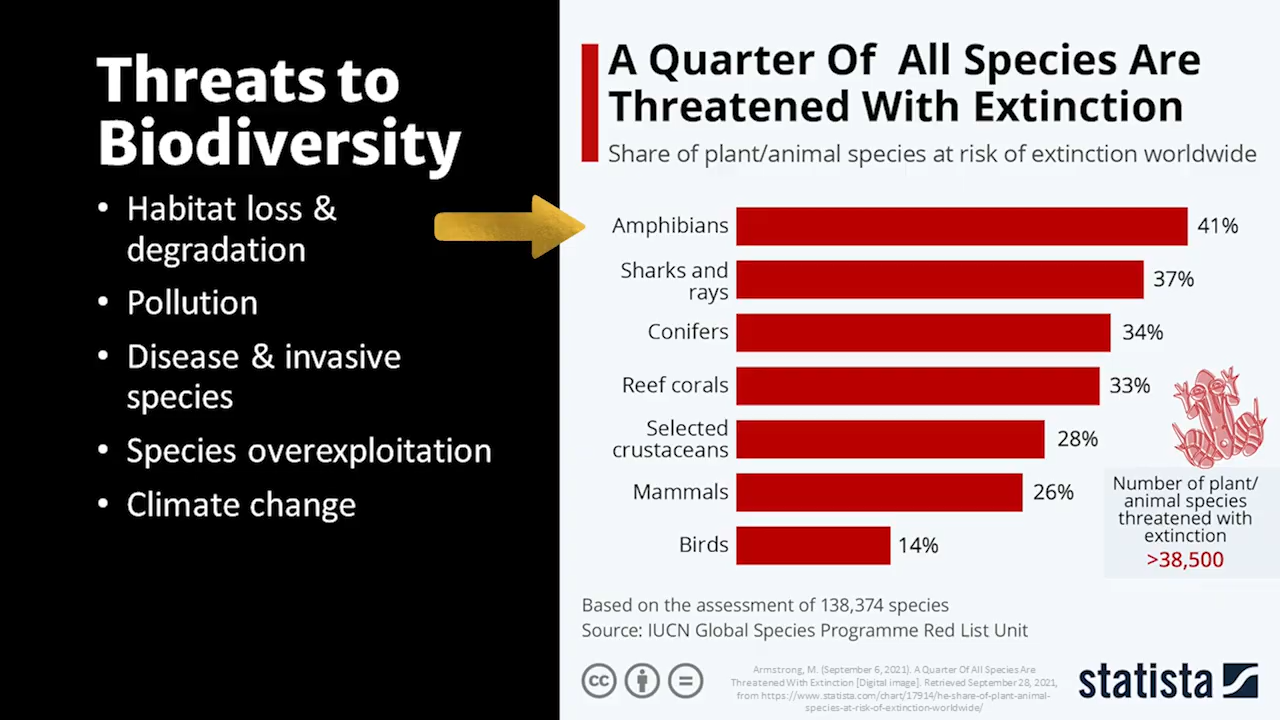 Threats to
Biodiversity
• Habitat loss &
degradation
• Pollution
• Disease & invasive
species
• Species overexploitation
• Climate change
A Quarter Of  All Species Are
Threatened With Extinction
Share of plant/animal species at risk of extinction worldwide
Amphibians 41%
Sharks and
rays 37%
Conifers 34%
Reef corals 33%
Selected
crustaceans 28%
Mammals 26%
Birds 14%
Number of plant/
animal species
threatened with
extinction
>38,500
Based on the assessment of 138,374 species
Source: IUCN Global Species Programme Red List Unit
cc
Armstrong, M. (September 6, 2021). A Quarter Of All Species Are
Threatened With Extinction [Digital image]. Retrieved September 28, 2021,
from https://www.statista.com/chart/17914/he-share-of-plant-animal-
species-at-risk-of-extinction-worldwide/
statista